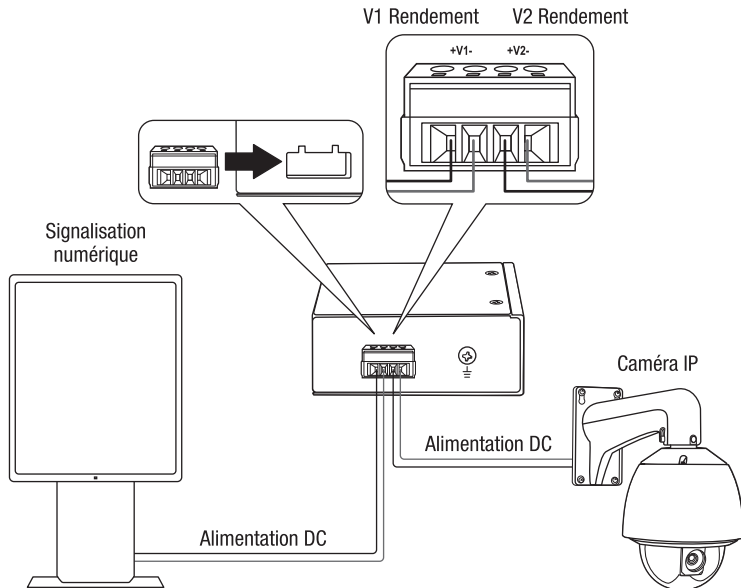 V1 Rendement V2 Rendement
+V1- +V2-
Signalisation
numérique
Caméra IP
Alimentation DC
Alimentation DC